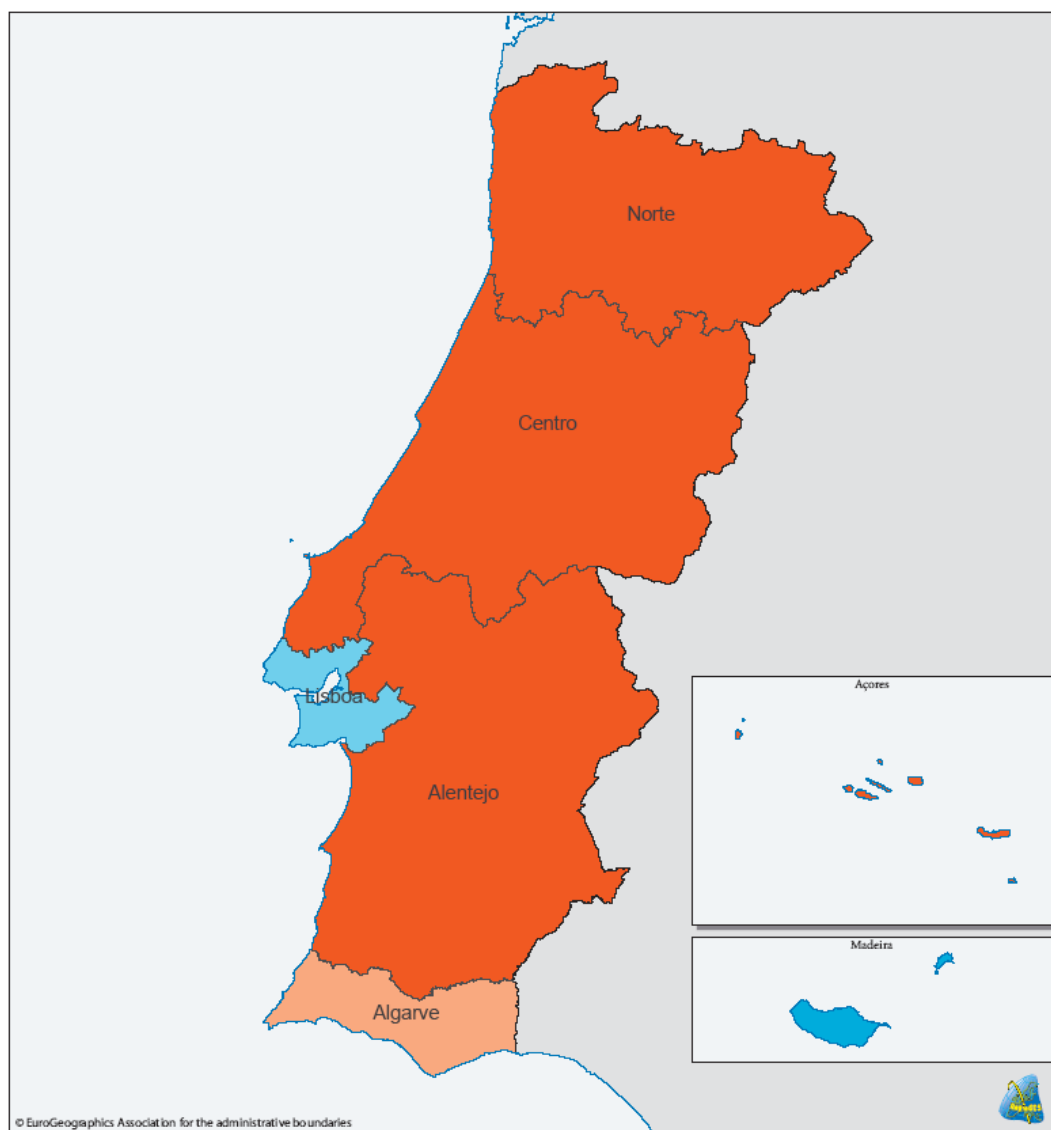 Norte
Centro
Lisboa
Açores
Alentejo
Madeira
Algarve
© EuroGeographics Association for the administrative boundaries